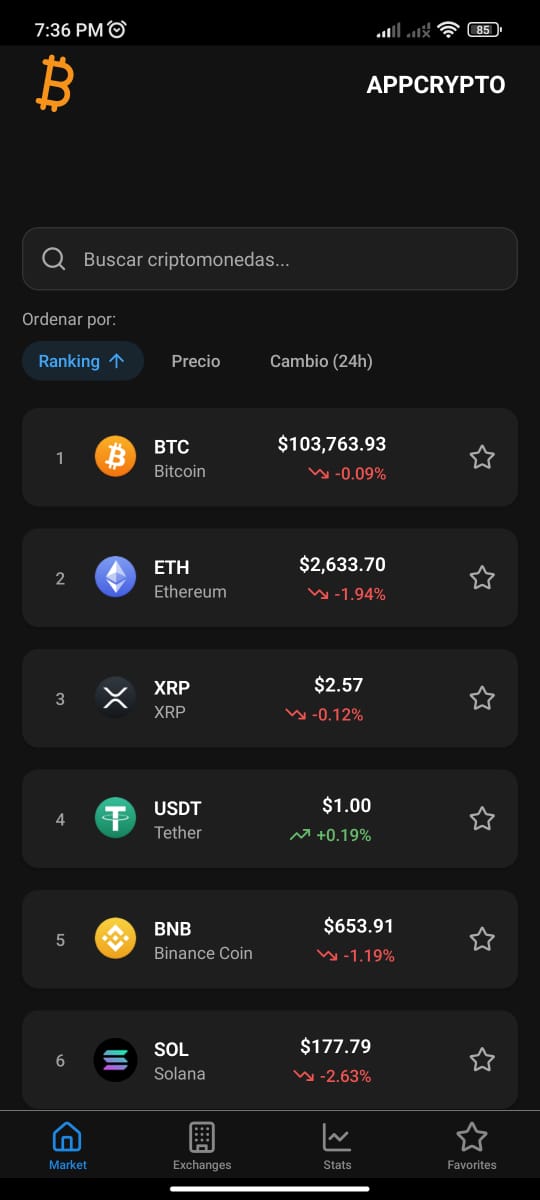 7:36 PM 85
APPCRYPTO
Buscar criptomonedas...
Ordenar por:
Ranking Precio Cambio (24h)
1 BTC $103,763.93
Bitcoin -0.09%
2 ETH $2,633.70
Ethereum -1.94%
3 XRP $2.57
XRP -0.12%
4 USDT $1.00
Tether +0.19%
5 BNB $653.91
Binance Coin -1.19%
6 SOL $177.79
Solana -2.63%
Market Exchanges Stats Favorites